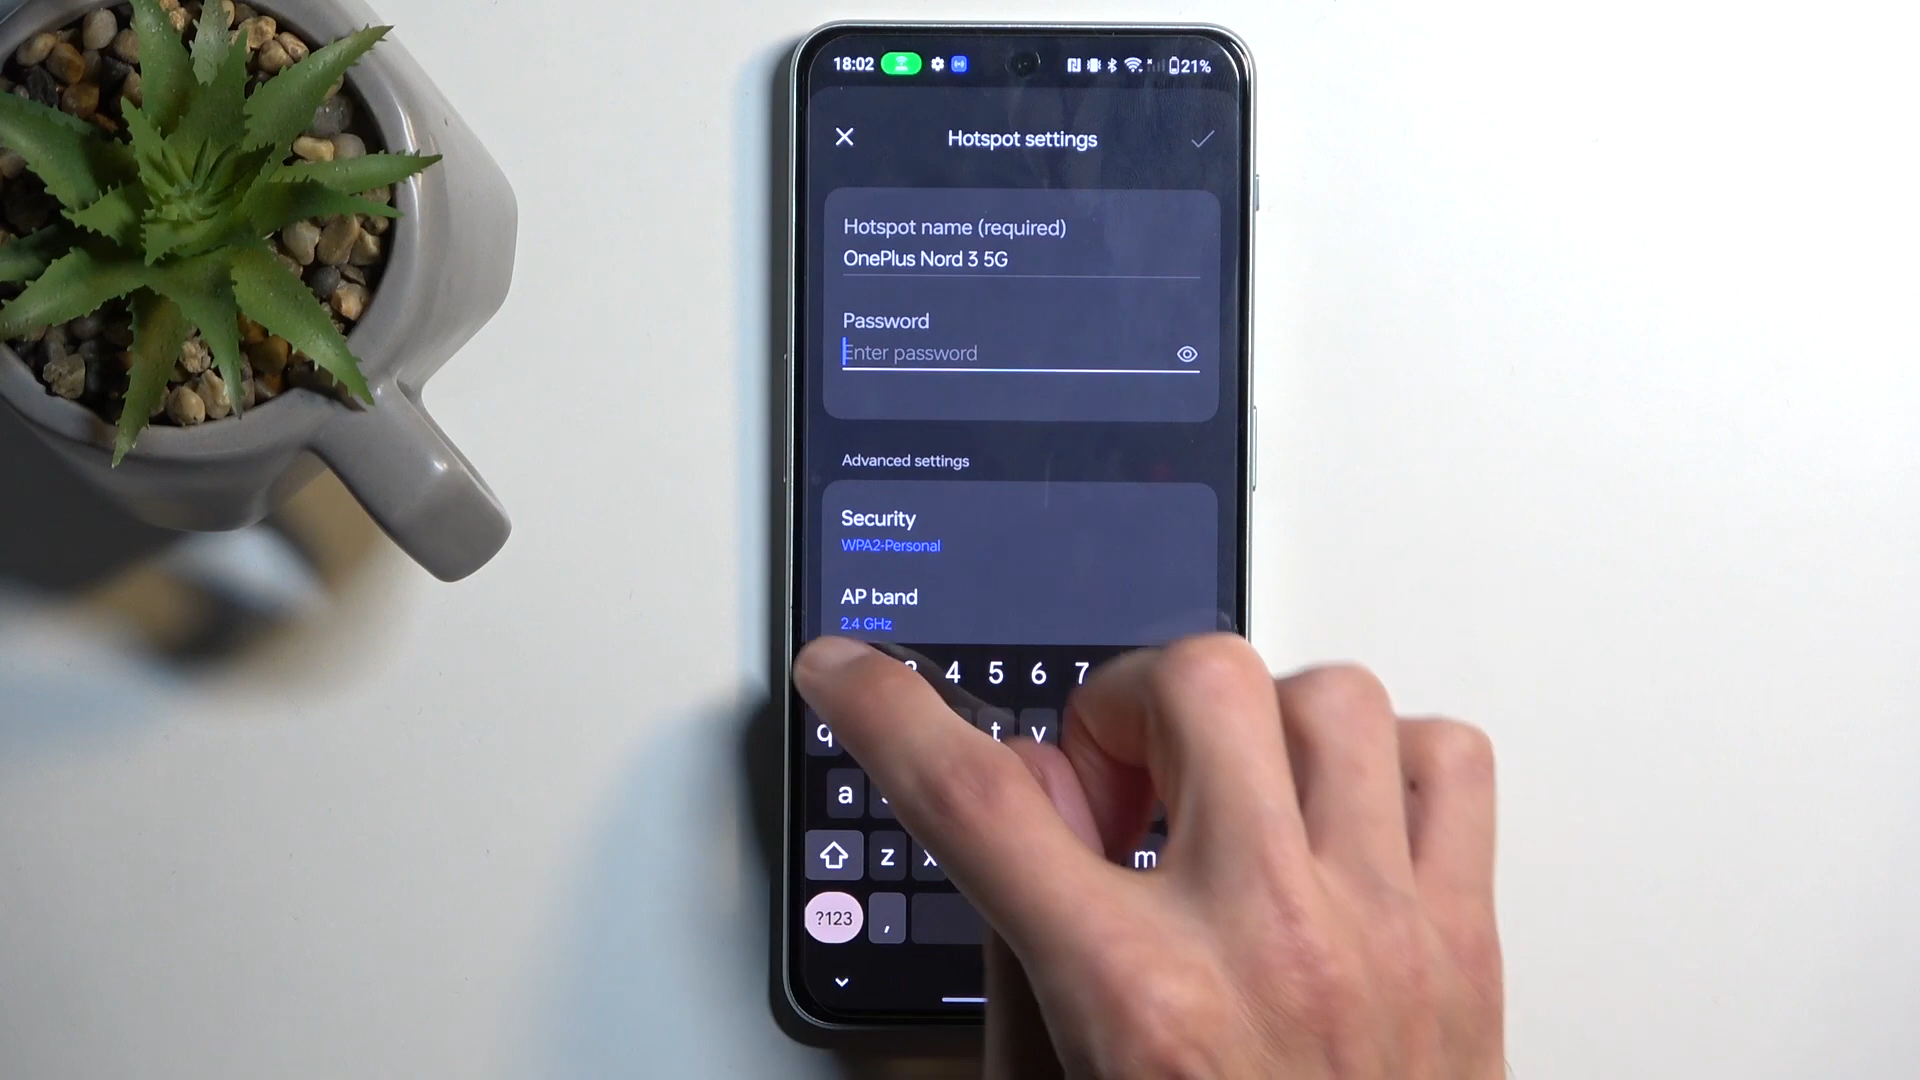 18:02 21%
Hotspot settings
Hotspot name (required)
OnePlus Nord 3 5G
Password
Enter password
Advanced settings
Security
WPA2-Personal
AP band
2.4 GHz
4 5 6 7
q t
a
z x m
?123 ,